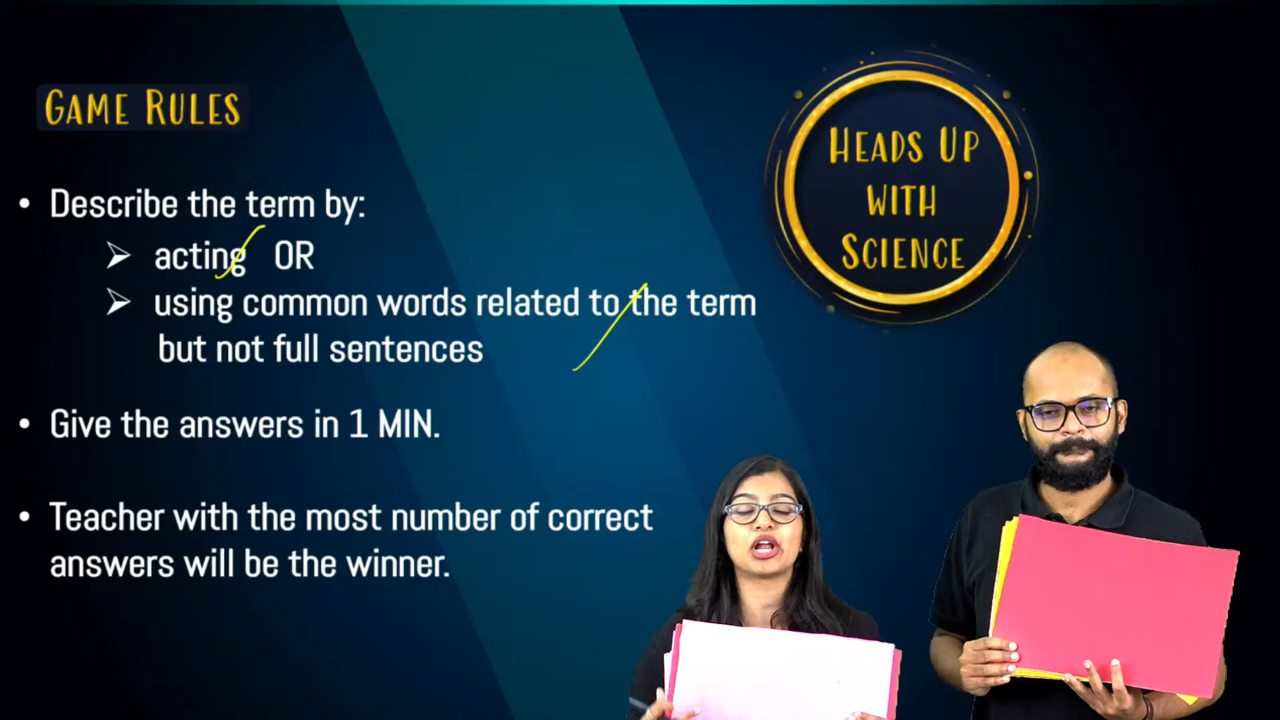 GAME RULES
HEADS UP
WITH
SCIENCE
• Describe the term by:
➢ acting OR
➢ using common words related to the term
but not full sentences
• Give the answers in 1 MIN.
• Teacher with the most number of correct
answers will be the winner.